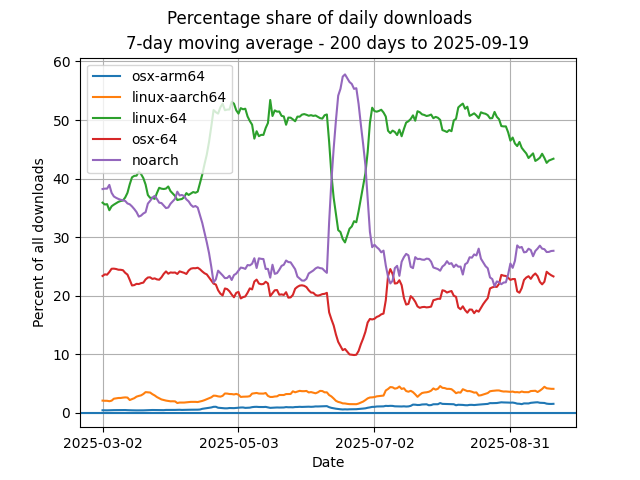 Percentage share of daily downloads
7-day moving average - 200 days to 2025-09-19
60
50
40
30
20
10
0
Percent of all downloads
osx-arm64
linux-aarch64
linux-64
osx-64
noarch
2025-03-02
2025-05-03
2025-07-02
2025-08-31
Date